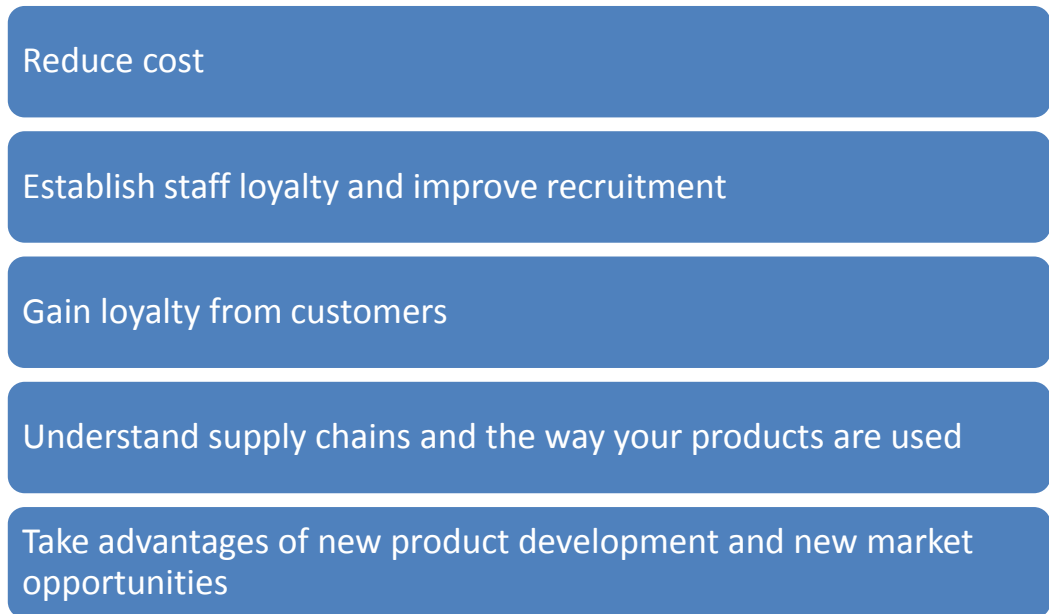 Reduce cost
Establish staff loyalty and improve recruitment
Gain loyalty from customers
Understand supply chains and the way your products are used
Take advantages of new product development and new market
opportunities